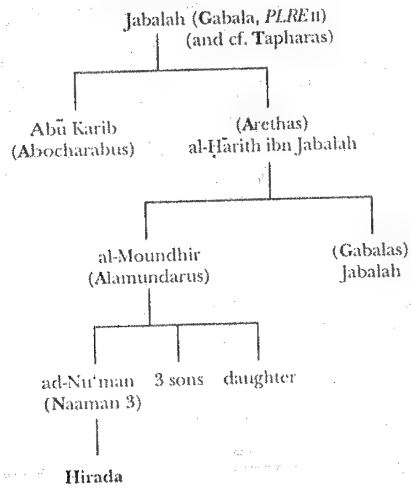 Jabalah (Gabala, PLRE II)
(and cf. Tapharas)
Abū Karib
(Abocharabus)
(Arethas)
al-Ḥārith ibn Jabalah
al-Moundhir
(Alamundarus)
(Gabalas)
Jabalah
ad-Nu‘man
(Naaman 3)
3 sons
daughter
Hirada